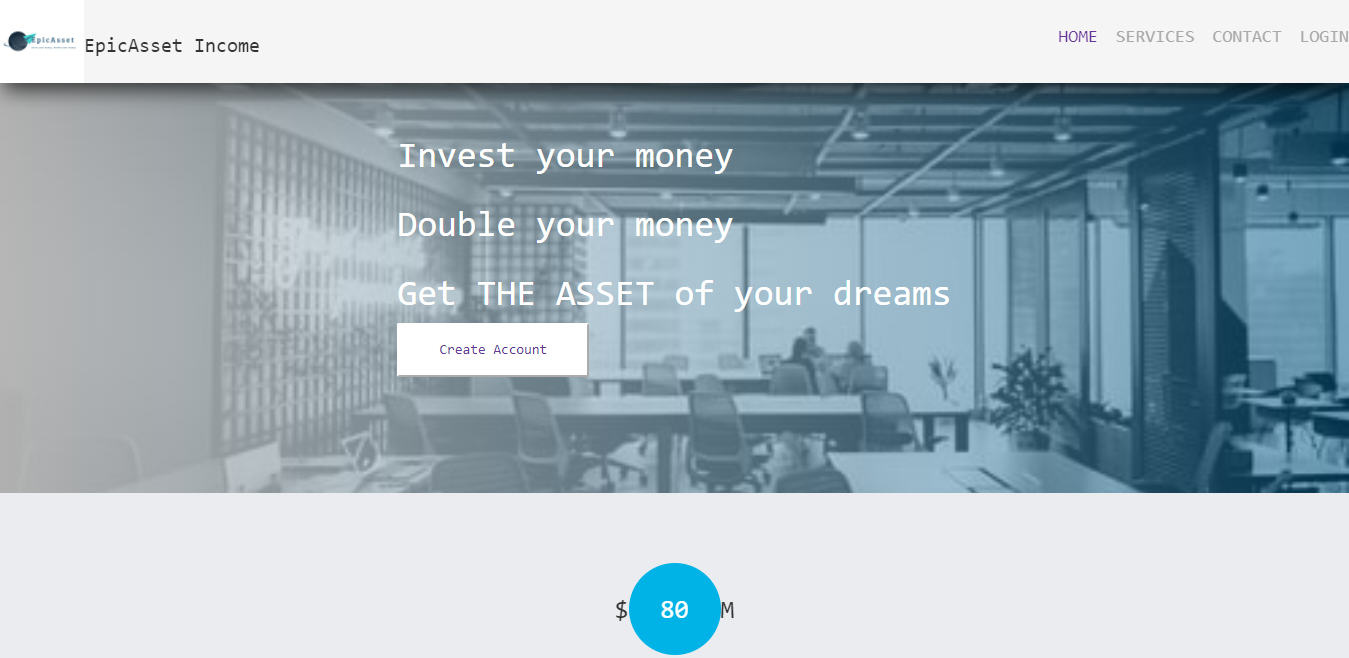 EpicAsset
EpicAsset Income
HOME SERVICES CONTACT LOGIN
Invest your money
Double your money
Get THE ASSET of your dreams
Create Account
$ 80 M